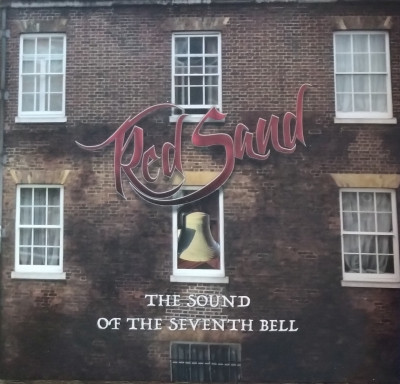 Red Sand
THE SOUND
OF THE SEVENTH BELL